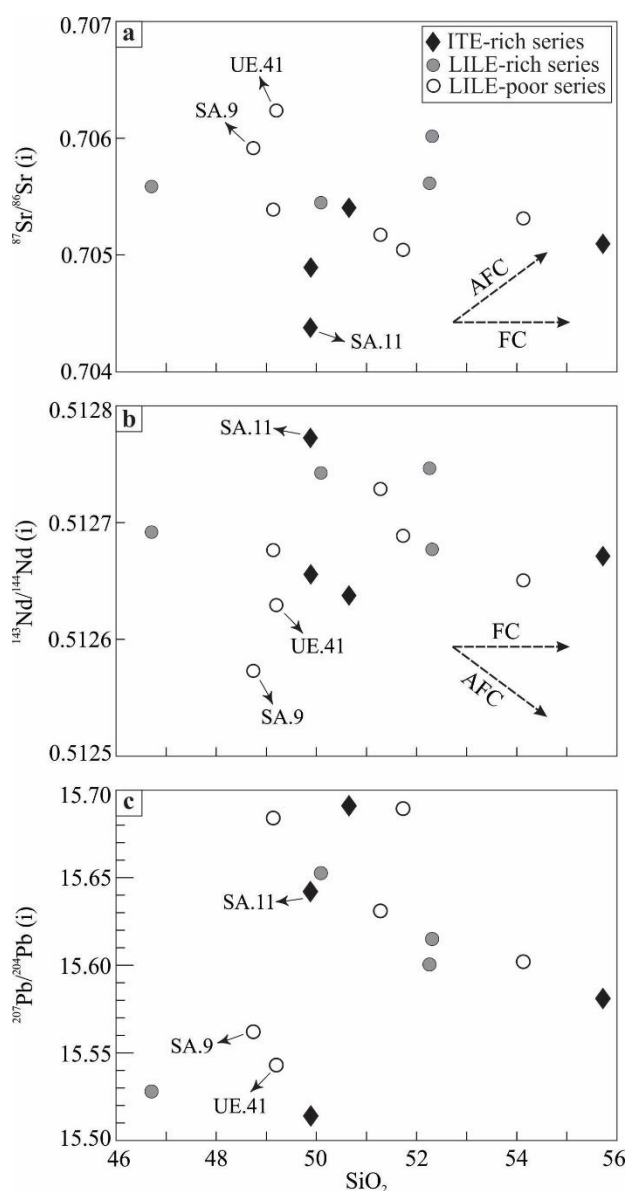 a
ITE-rich series
LILE-rich series
LILE-poor series
UE.41
SA.9
SA.11
AFC
FC
0.707
0.706
0.705
0.704
⁸⁷Sr/⁸⁶Sr (i)
b
SA.11
UE.41
SA.9
FC
AFC
0.5128
0.5127
0.5126
0.5125
¹⁴³Nd/¹⁴⁴Nd (i)
c
SA.11
SA.9
UE.41
15.70
15.65
15.60
15.55
15.50
²⁰⁷Pb/²⁰⁴Pb (i)
46 48 50 52 54 56
SiO₂